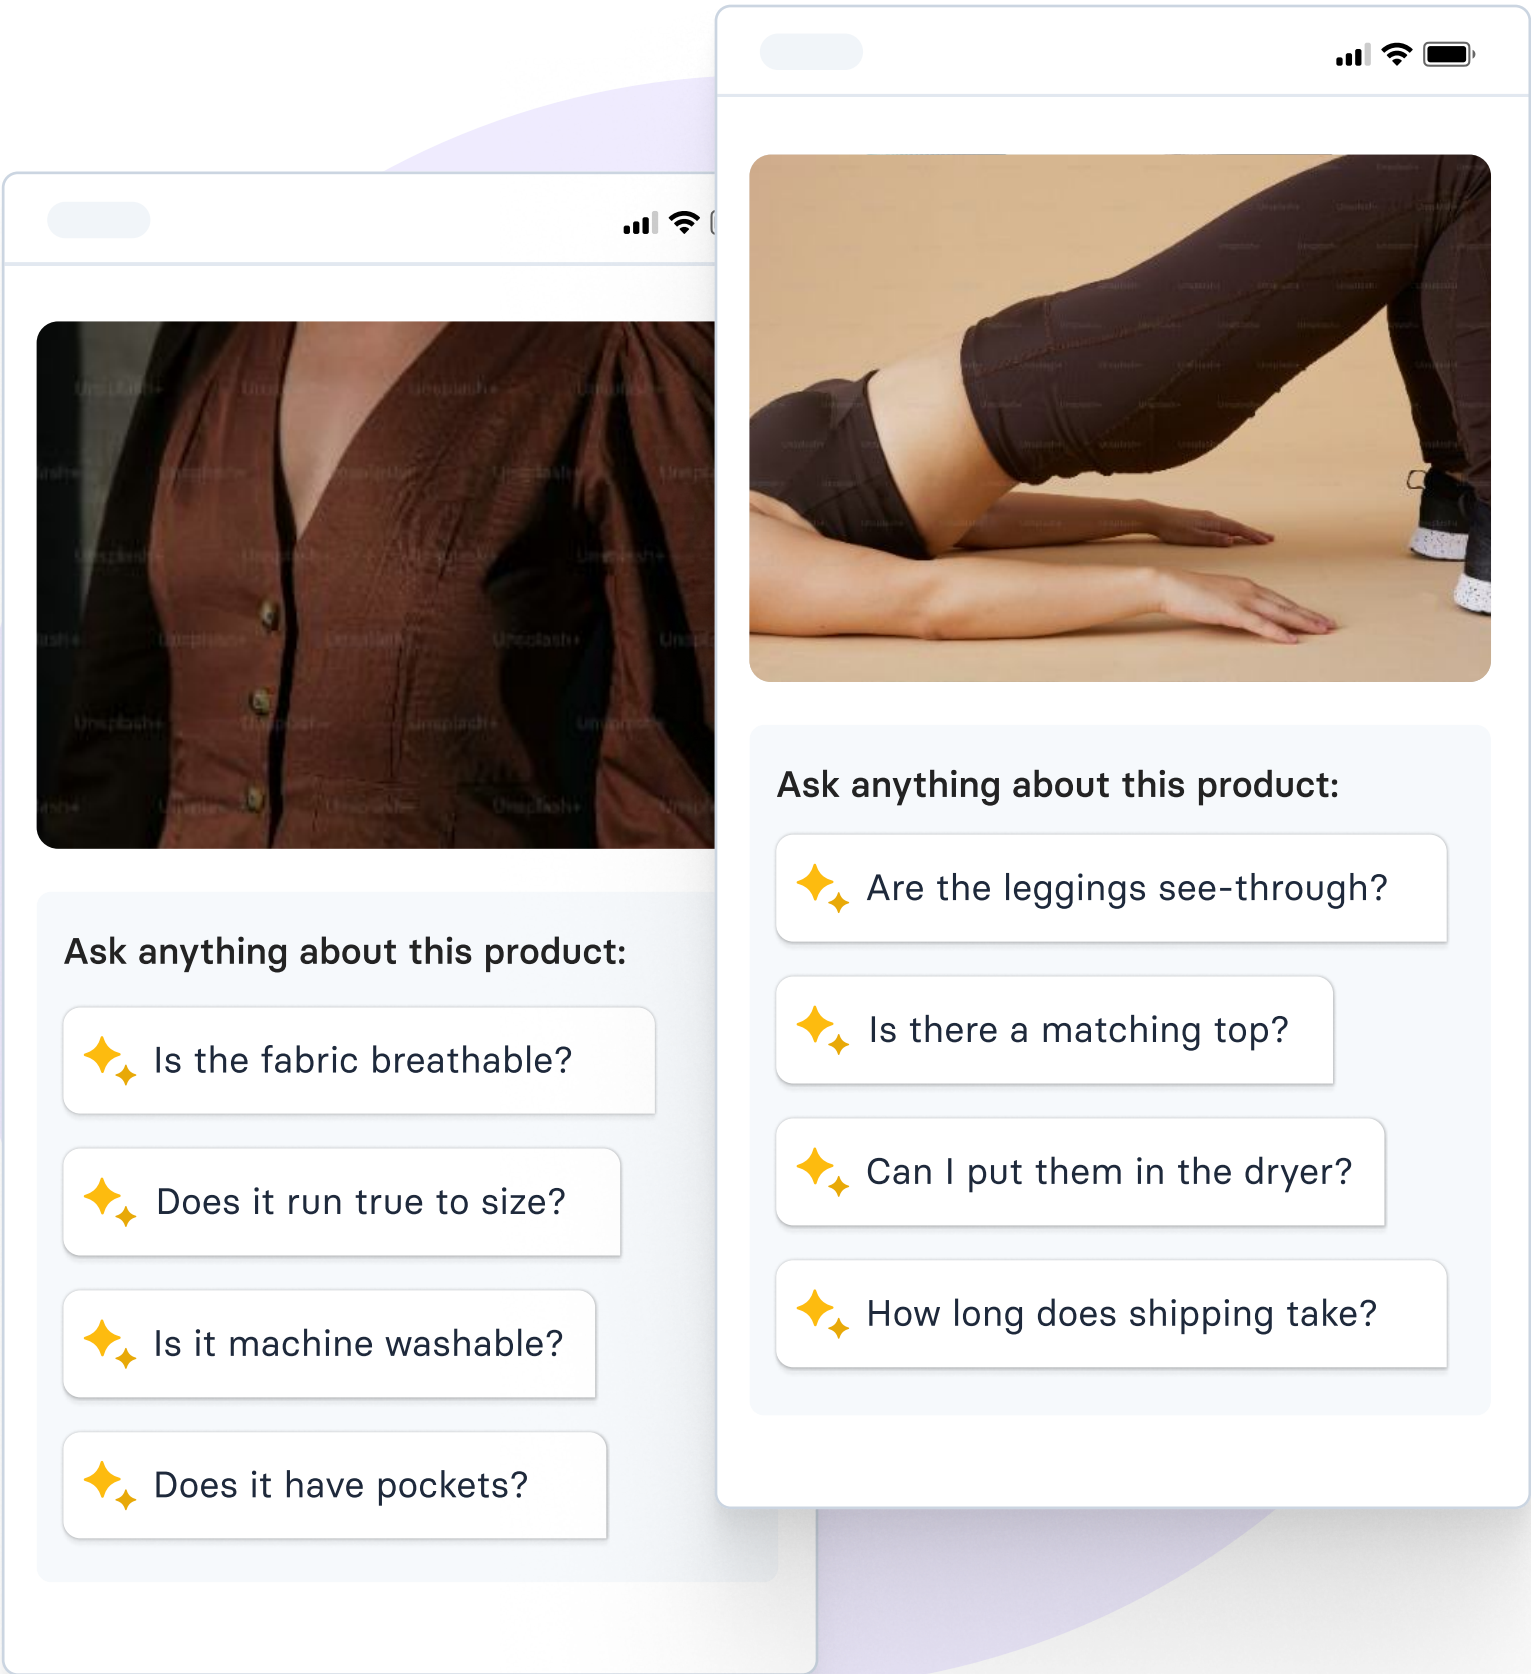 Ask anything about this product:
Is the fabric breathable?
Does it run true to size?
Is it machine washable?
Does it have pockets?
Ask anything about this product:
Are the leggings see-through?
Is there a matching top?
Can I put them in the dryer?
How long does shipping take?